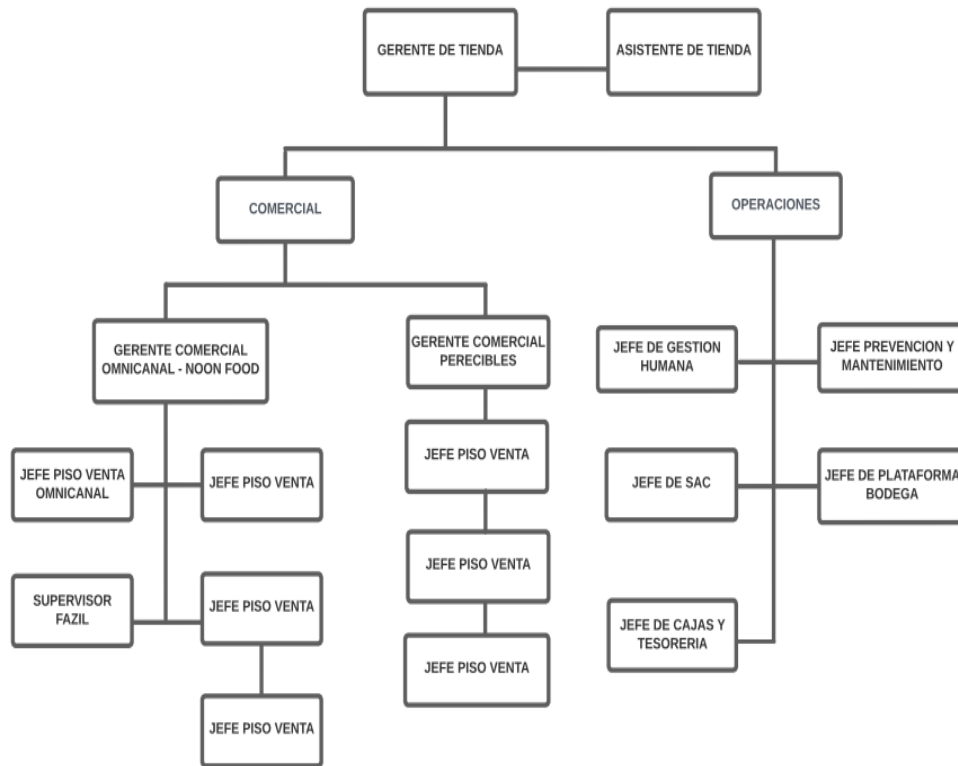 GERENTE DE TIENDA
ASISTENTE DE TIENDA
COMERCIAL
OPERACIONES
GERENTE COMERCIAL
OMNICANAL - NOON FOOD
GERENTE COMERCIAL
PERECIBLES
JEFE DE GESTION
HUMANA
JEFE PREVENCION Y
MANTENIMIENTO
JEFE PISO VENTA
OMNICANAL
JEFE PISO VENTA
JEFE PISO VENTA
JEFE DE SAC
JEFE DE PLATAFORMA
BODEGA
SUPERVISOR
FAZIL
JEFE PISO VENTA
JEFE PISO VENTA
JEFE DE CAJAS Y
TESORERIA
JEFE PISO VENTA
JEFE PISO VENTA